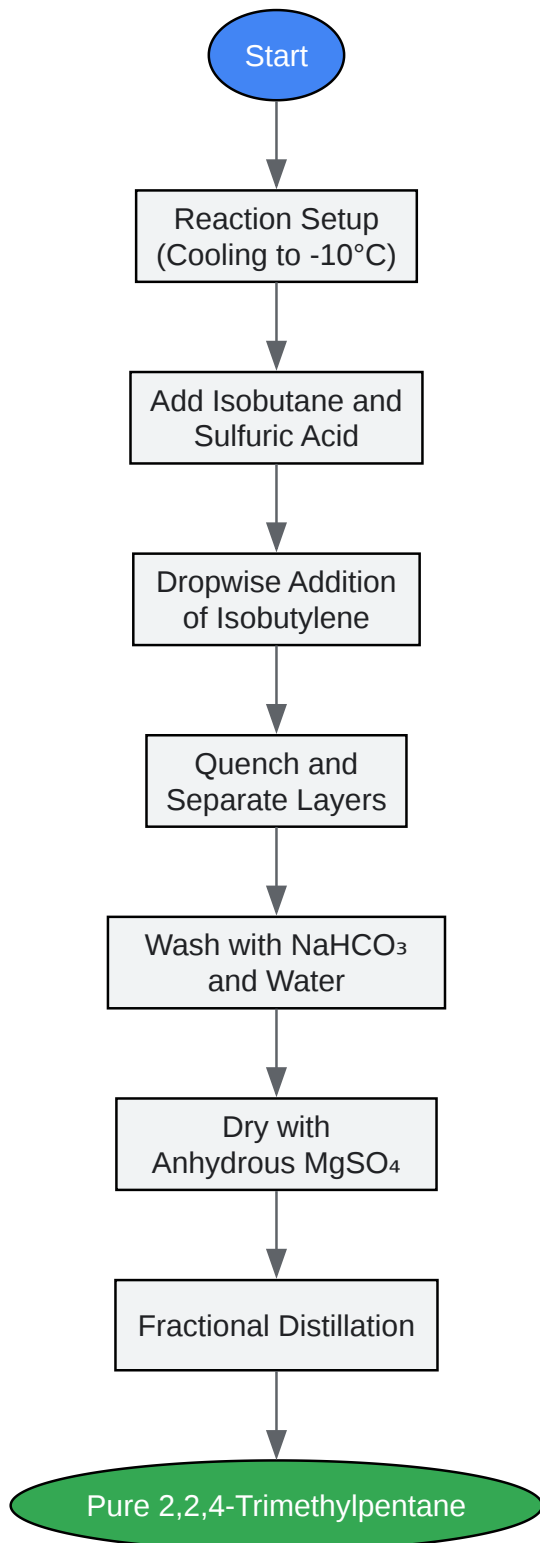 Start
Reaction Setup
(Cooling to -10°C)
Add Isobutane and
Sulfuric Acid
Dropwise Addition
of Isobutylene
Quench and
Separate Layers
Wash with NaHCO₃
and Water
Dry with
Anhydrous MgSO₄
Fractional Distillation
Pure 2,2,4-Trimethylpentane